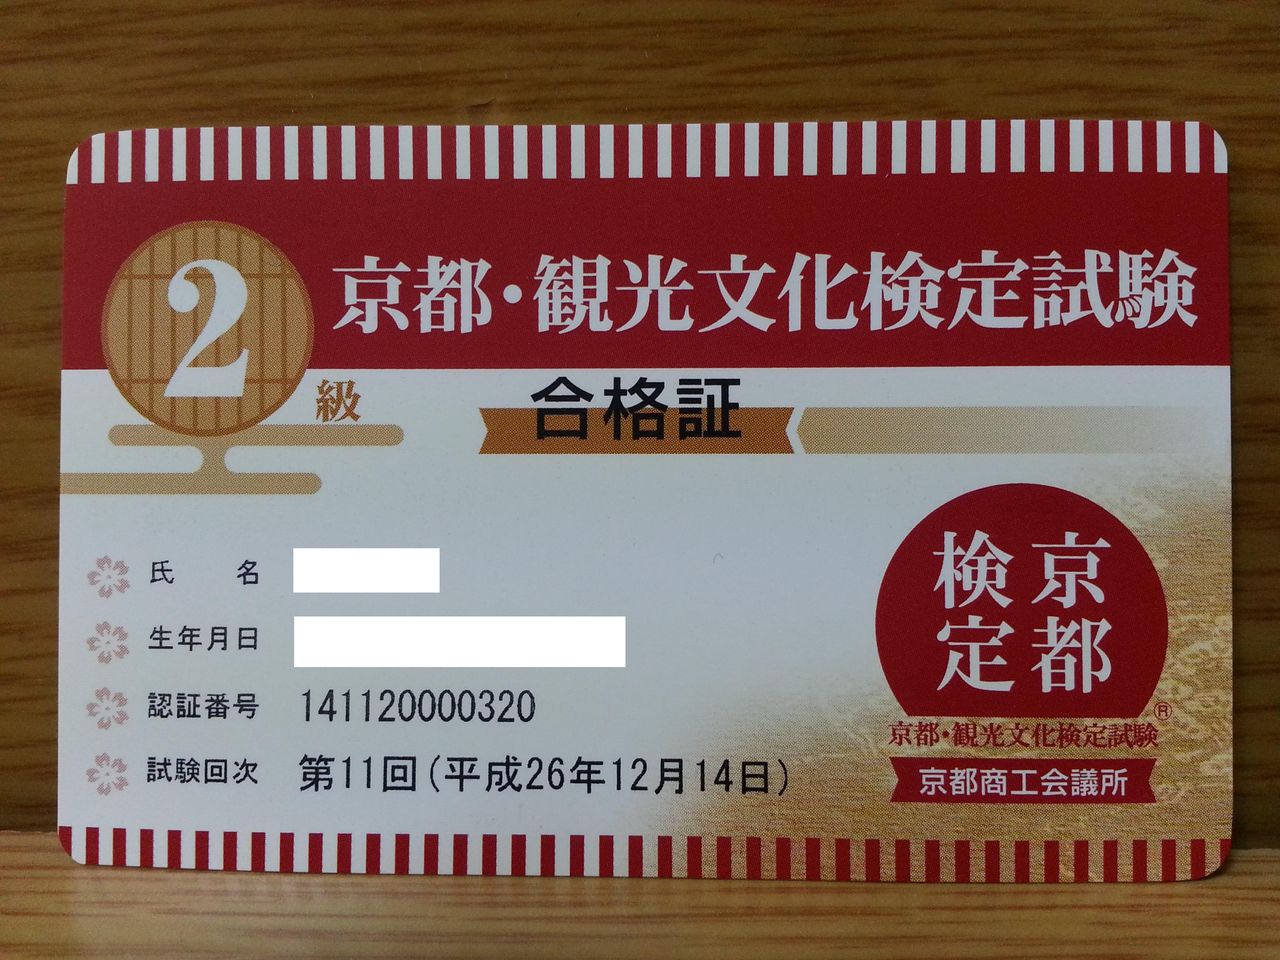 2
級
京都・観光文化検定試験
合格証
氏 名
生年月日
認証番号 141120000320
試験回次 第11回(平成26年12月14日)
京都
検定
®
京都・観光文化検定試験
京都商工会議所